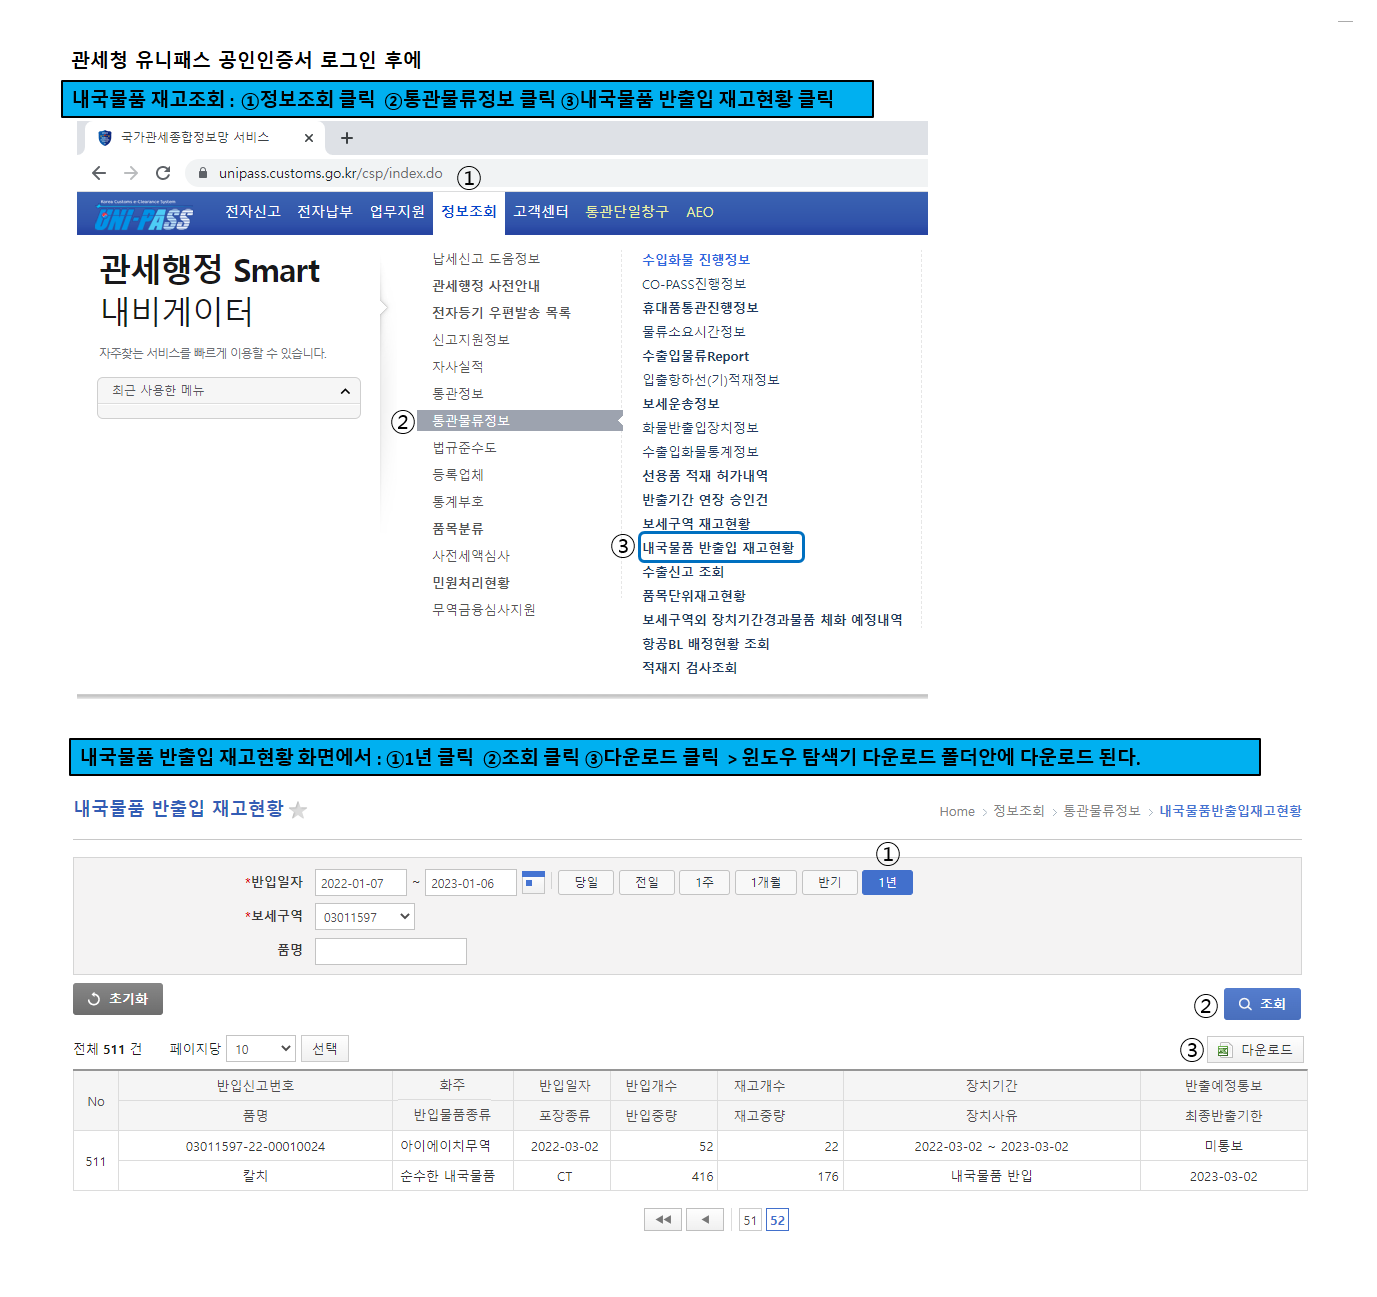 관세청 유니패스 공인인증서 로그인 후에
내국물품 재고조회 : ①정보조회 클릭 ②통관물류정보 클릭 ③내국물품 반출입 재고현황 클릭
국가관세종합정보망 서비스 × +
unipass.customs.go.kr/csp/index.do
①
Korea Customs e-Clearance System
UNI-PASS
전자신고 전자납부 업무지원 정보조회 고객센터 통관단일창구 AEO
관세행정 Smart
내비게이터
자주찾는 서비스를 빠르게 이용할 수 있습니다.
최근 사용한 메뉴
납세신고 도움정보
관세행정 사전안내
전자등기 우편발송 목록
신고지원정보
자사실적
통관정보
② 통관물류정보
법규준수도
등록업체
통계부호
품목분류
사전세액심사
민원처리현황
무역금융심사지원
수입화물 진행정보
CO-PASS진행정보
휴대품통관진행정보
물류소요시간정보
수출입물류Report
입출항하선(기)적재정보
보세운송정보
화물반출입장치정보
수출입화물통계정보
선용품 적재 허가내역
반출기간 연장 승인건
보세구역 재고현황
③ 내국물품 반출입 재고현황
수출신고 조회
품목단위재고현황
보세구역외 장치기간경과물품 체화 예정내역
항공BL 배정현황 조회
적재지 검사조회
내국물품 반출입 재고현황 화면에서 : ①1년 클릭 ②조회 클릭 ③다운로드 클릭 > 윈도우 탐색기 다운로드 폴더안에 다운로드 된다.
내국물품 반출입 재고현황
Home > 정보조회 > 통관물류정보 > 내국물품반출입재고현황
①
*반입일자 2022-01-07 ~ 2023-01-06 당일 전일 1주 1개월 반기 1년
*보세구역 03011597
품명
초기화
② 조회
전체 511 건 페이지당 10 선택
③ 다운로드
No 반입신고번호 화주 반입일자 반입개수 재고개수 장치기간 반출예정통보
품명 반입물품종류 포장종류 반입중량 재고중량 장치사유 최종반출기한
511 03011597-22-00010024 아이에이치무역 2022-03-02 52 22 2022-03-02 ~ 2023-03-02 미통보
칼치 순수한 내국물품 CT 416 176 내국물품 반입 2023-03-02
51 52